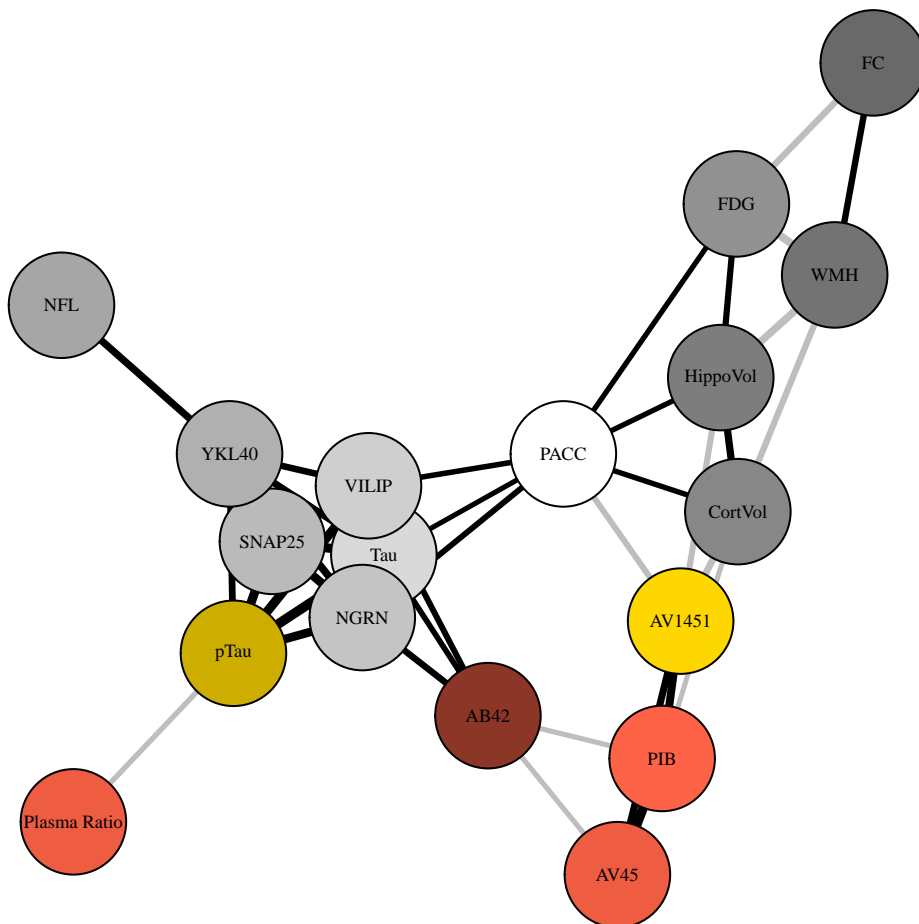 FC
FDG
WMH
NFL
HippoVol
YKL40
PACC
VILIP
CortVol
SNAP25
Tau
NGRN
AV1451
pTau
AB42
PIB
Plasma Ratio
AV45